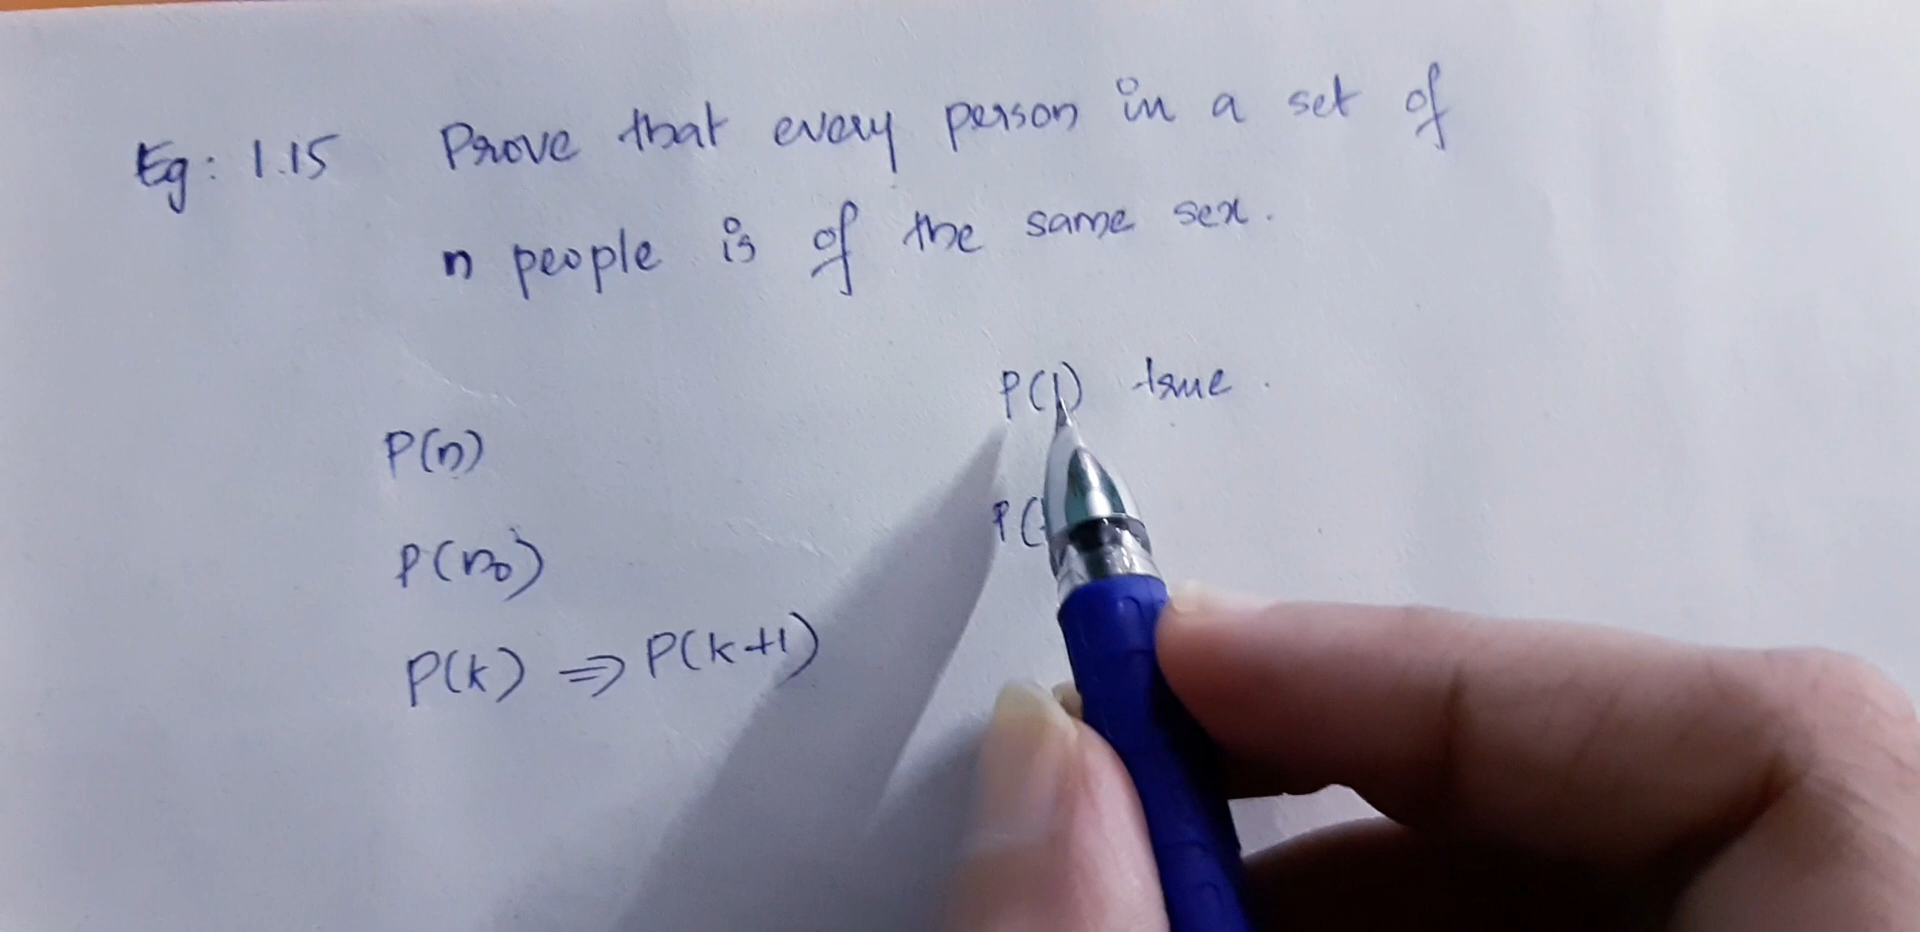 Eg: 1.15 Prove that every person in a set of
n people is of the same sex.
P(1) true.
P(n)
P(
P(n₀)
P(k) ⇒ P(k+1)